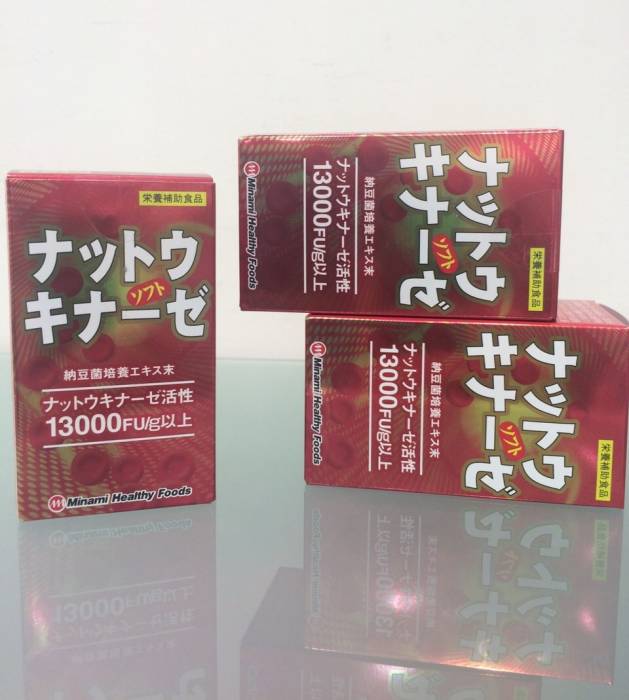 栄養補助食品
ナットウ
キナーゼ
ソフト
納豆菌培養エキス末
ナットウキナーゼ活性
13000FU/g以上
Minami Healthy Foods
栄養補助食品
ナットウ
キナーゼ
ソフト
納豆菌培養エキス末
ナットウキナーゼ活性
13000FU/g以上
Minami Healthy Foods
栄養補助食品
ナットウ
キナーゼ
ソフト
納豆菌培養エキス末
ナットウキナーゼ活性
13000FU/g以上
Minami Healthy Foods